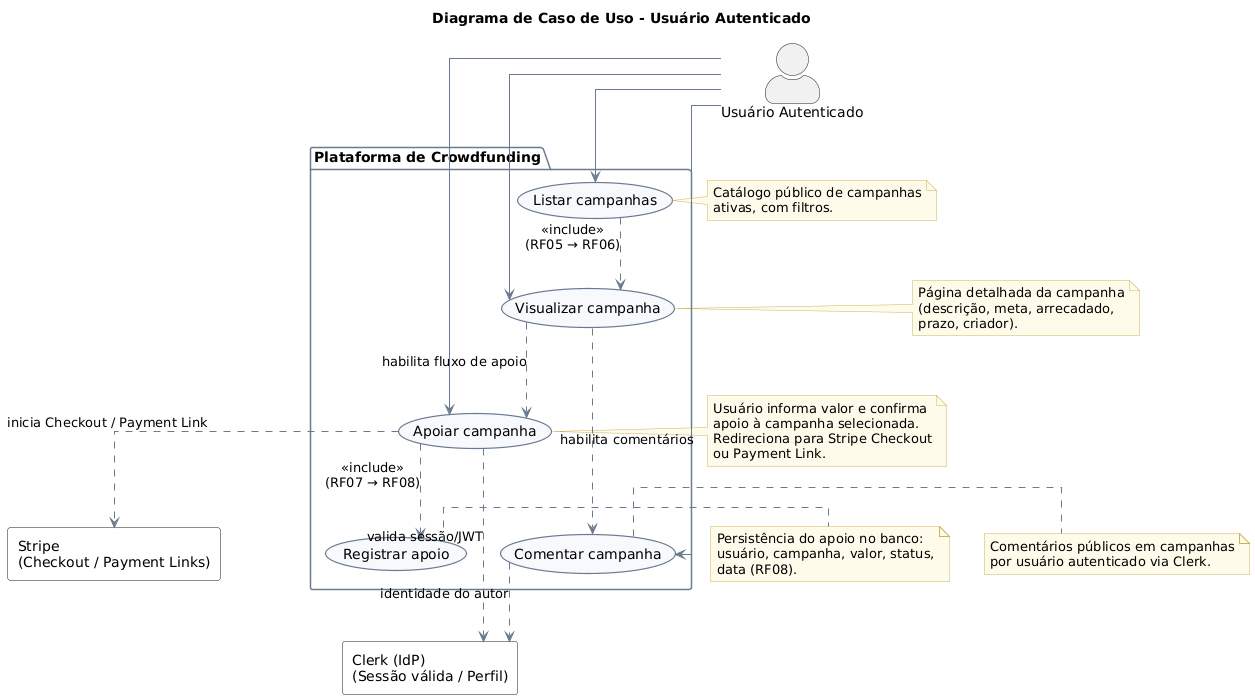 Diagrama de Caso de Uso - Usuário Autenticado
Usuário Autenticado
Plataforma de Crowdfunding
Listar campanhas
Catálogo público de campanhas
ativas, com filtros.
«include»
(RF05 → RF06)
Visualizar campanha
Página detalhada da campanha
(descrição, meta, arrecadado,
prazo, criador).
habilita fluxo de apoio
inicia Checkout / Payment Link
Apoiar campanha
habilita comentários
Usuário informa valor e confirma
apoio à campanha selecionada.
Redireciona para Stripe Checkout
ou Payment Link.
«include»
(RF07 → RF08)
valida sessão/JWT
Stripe
(Checkout / Payment Links)
Registrar apoio
Comentar campanha
Persistência do apoio no banco:
usuário, campanha, valor, status,
data (RF08).
Comentários públicos em campanhas
por usuário autenticado via Clerk.
identidade do autor
Clerk (IdP)
(Sessão válida / Perfil)